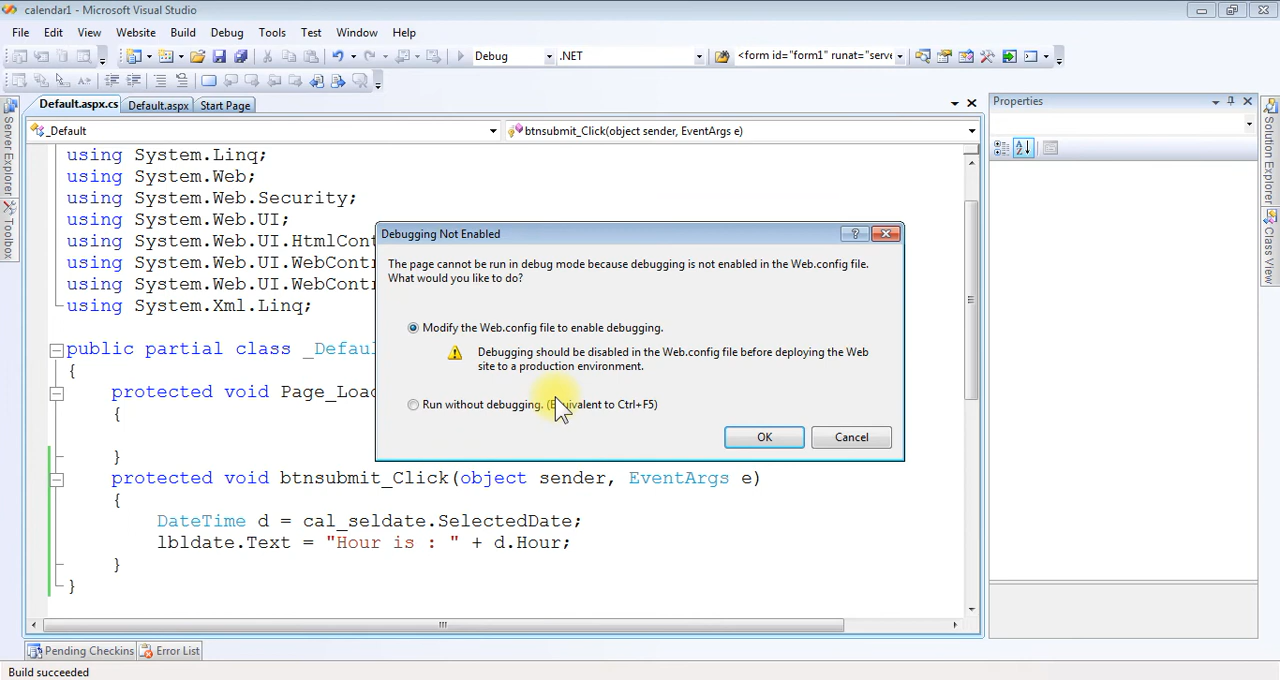 calendar1 - Microsoft Visual Studio
File Edit View Website Build Debug Tools Test Window Help
Debug .NET <form id="form1" runat="serve
Default.aspx.cs Default.aspx Start Page
Properties
_Default btnsubmit_Click(object sender, EventArgs e)
Server Explorer
Toolbox
Solution Explorer
Class View
using System.Linq;
using System.Web;
using System.Web.Security;
using System.Web.UI;
using System.Web.UI.HtmlCont
using System.Web.UI.WebContr
using System.Web.UI.WebContr
using System.Xml.Linq;
public partial class _Defau
{
protected void Page_Loa
{
}
protected void btnsubmit_Click(object sender, EventArgs e)
{
DateTime d = cal_seldate.SelectedDate;
lbldate.Text = "Hour is : " + d.Hour;
}
}
Debugging Not Enabled
The page cannot be run in debug mode because debugging is not enabled in the Web.config file.
What would you like to do?
Modify the Web.config file to enable debugging.
Debugging should be disabled in the Web.config file before deploying the Web
site to a production environment.
Run without debugging. (Equivalent to Ctrl+F5)
OK Cancel
Pending Checkins Error List
Build succeeded